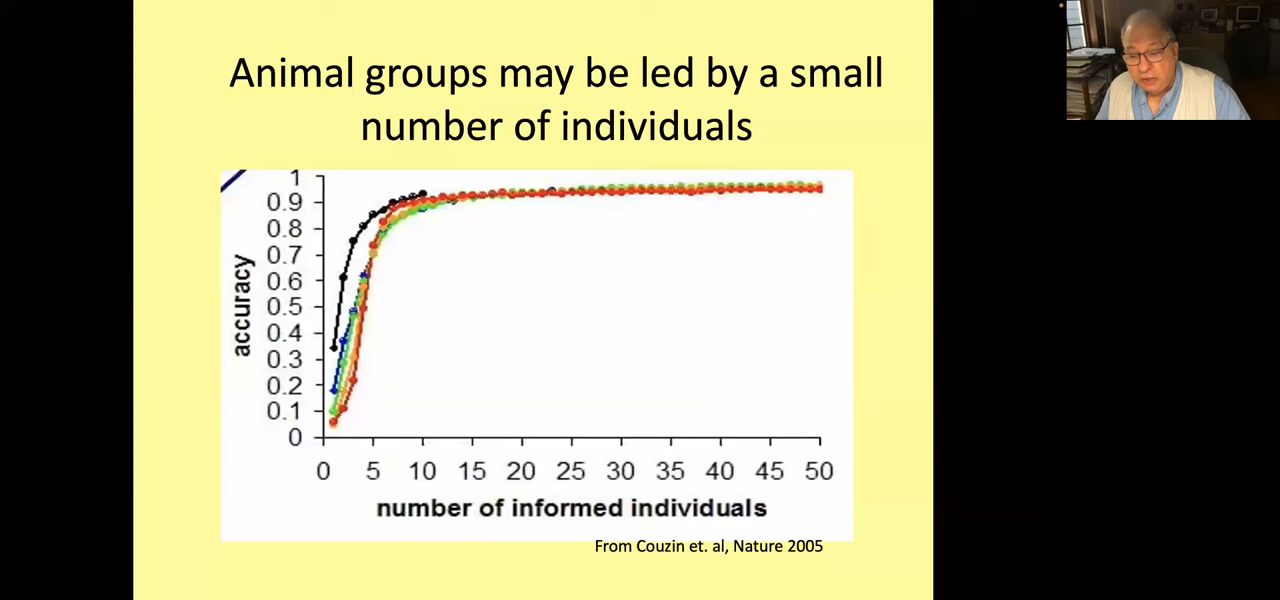 Animal groups may be led by a small
number of individuals
1
0.9
0.8
0.7
0.6
0.5
0.4
0.3
0.2
0.1
0
accuracy
0 5 10 15 20 25 30 35 40 45 50
number of informed individuals
From Couzin et. al, Nature 2005